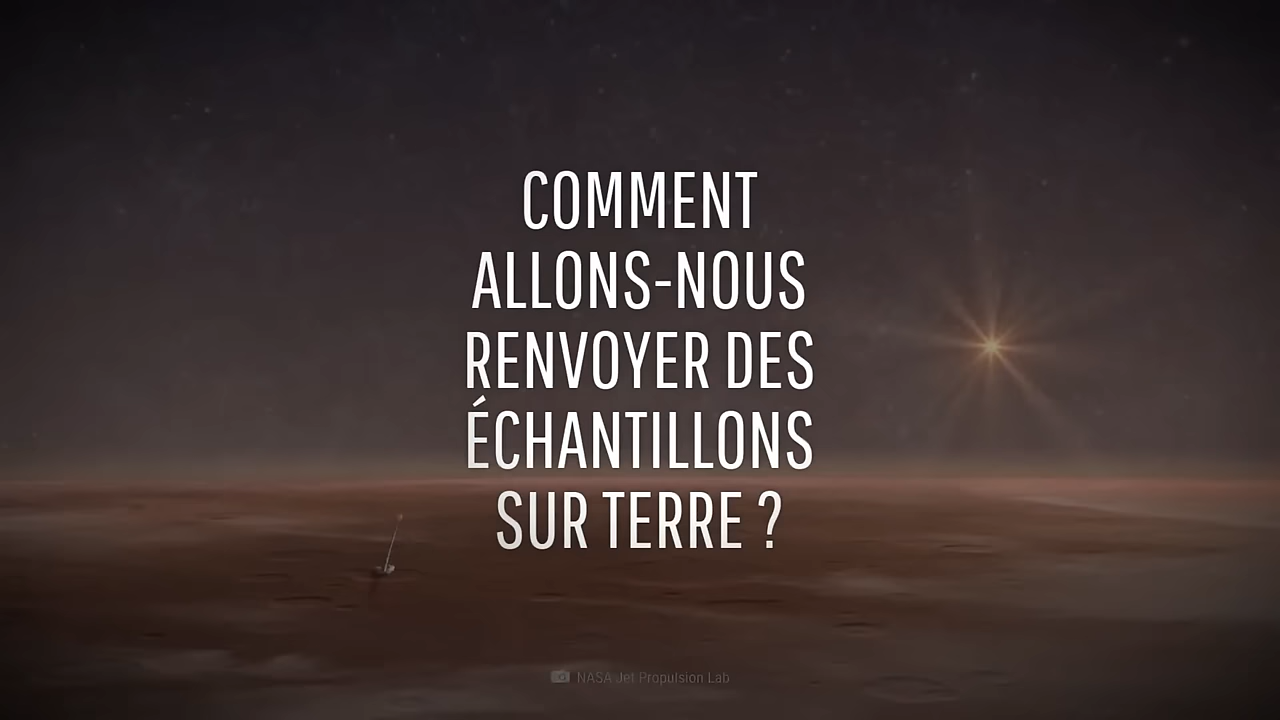 COMMENT
ALLONS-NOUS
RENVOYER DES
ÉCHANTILLONS
SUR TERRE ?
NASA Jet Propulsion Lab